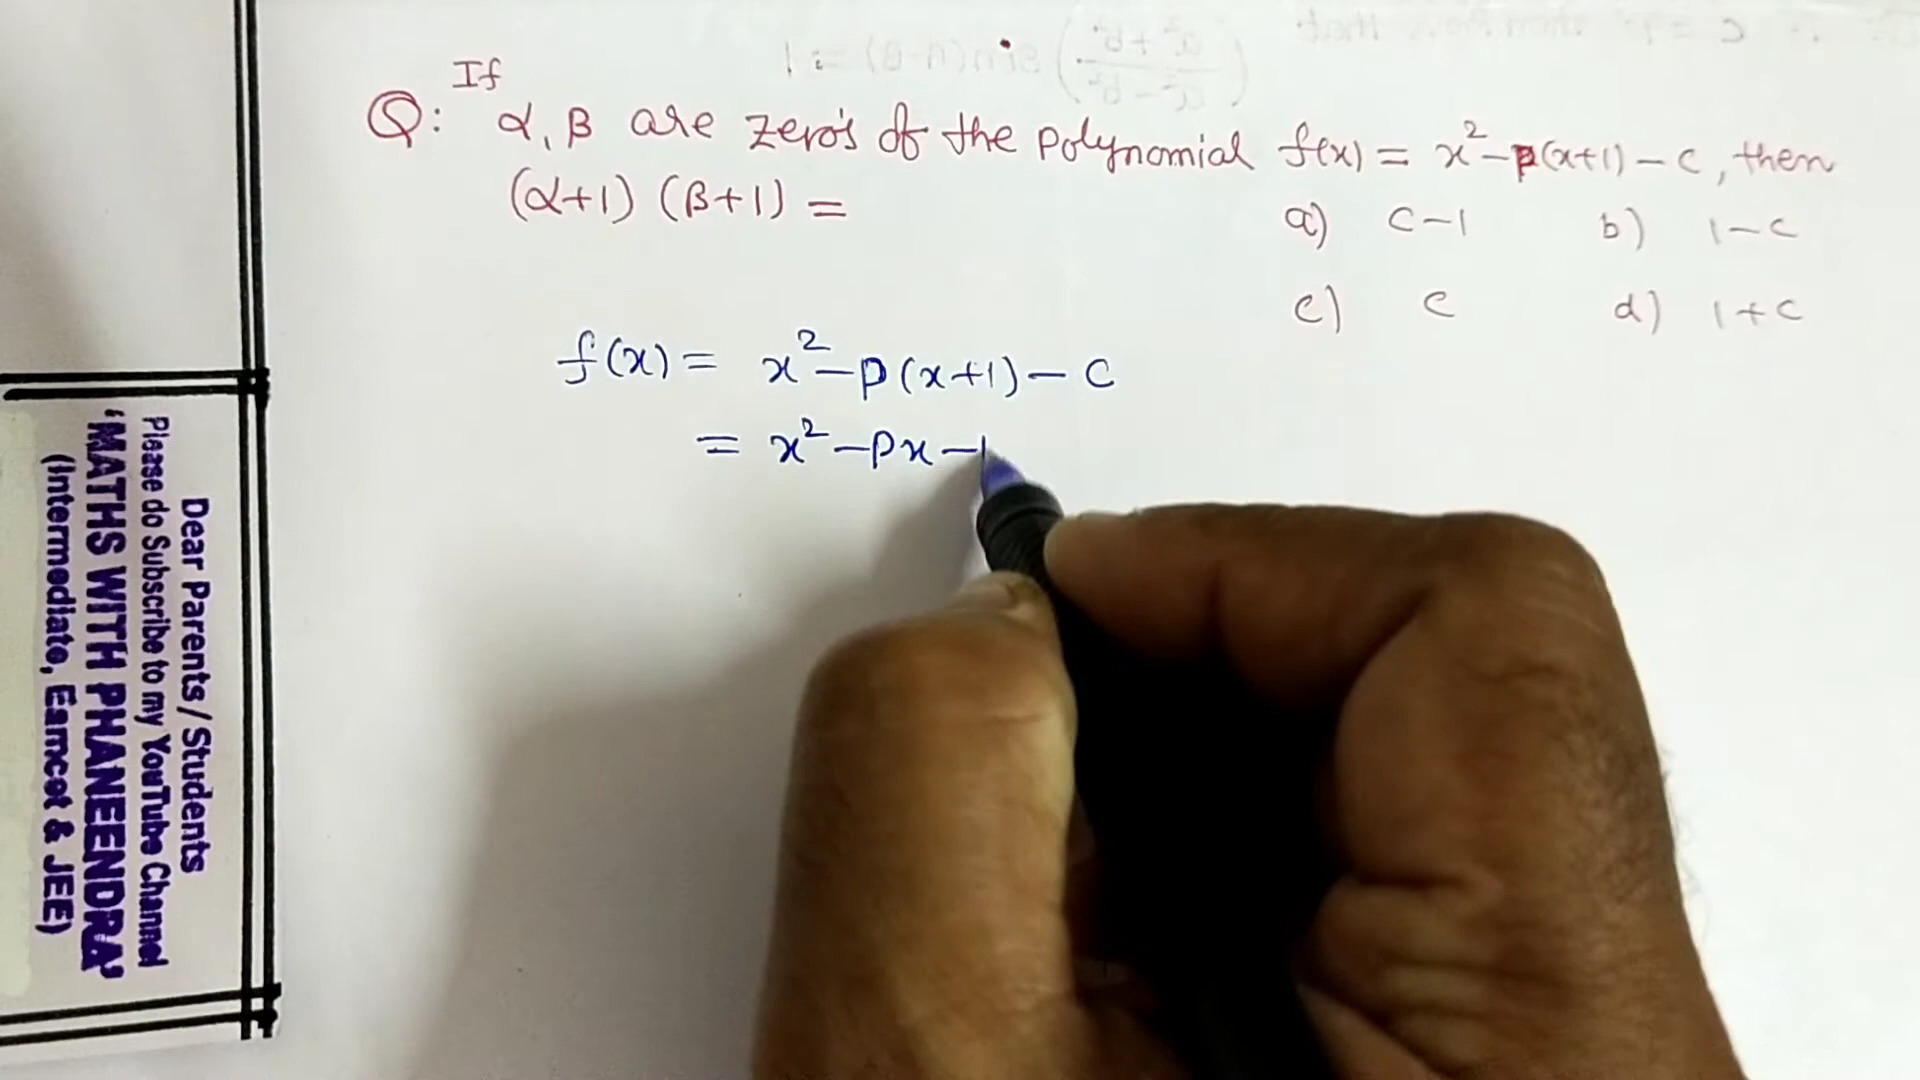 If
Q: α, β are zero's of the polynomial f(x) = x² - p(x+1) - c, then
(α+1) (β+1) =
a) c-1 b) 1-c
c) c d) 1+c
f(x) = x² - p(x+1) - c
= x² - px -
Dear Parents / Students
Please do Subscribe to my YouTube Channel
'MATHS WITH PHANEENDRA'
(Intermediate, Eamcet & JEE)